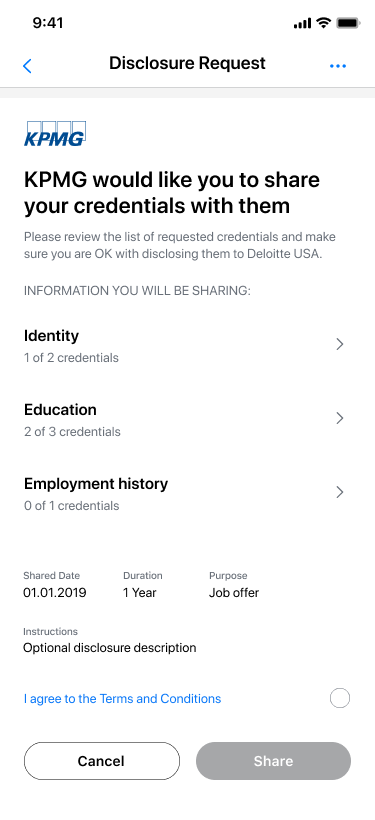 9:41
Disclosure Request
KPMG
KPMG would like you to share
your credentials with them
Please review the list of requested credentials and make
sure you are OK with disclosing them to Deloitte USA.
INFORMATION YOU WILL BE SHARING:
Identity
1 of 2 credentials
Education
2 of 3 credentials
Employment history
0 of 1 credentials
Shared Date Duration Purpose
01.01.2019 1 Year Job offer
Instructions
Optional disclosure description
I agree to the Terms and Conditions
Cancel Share